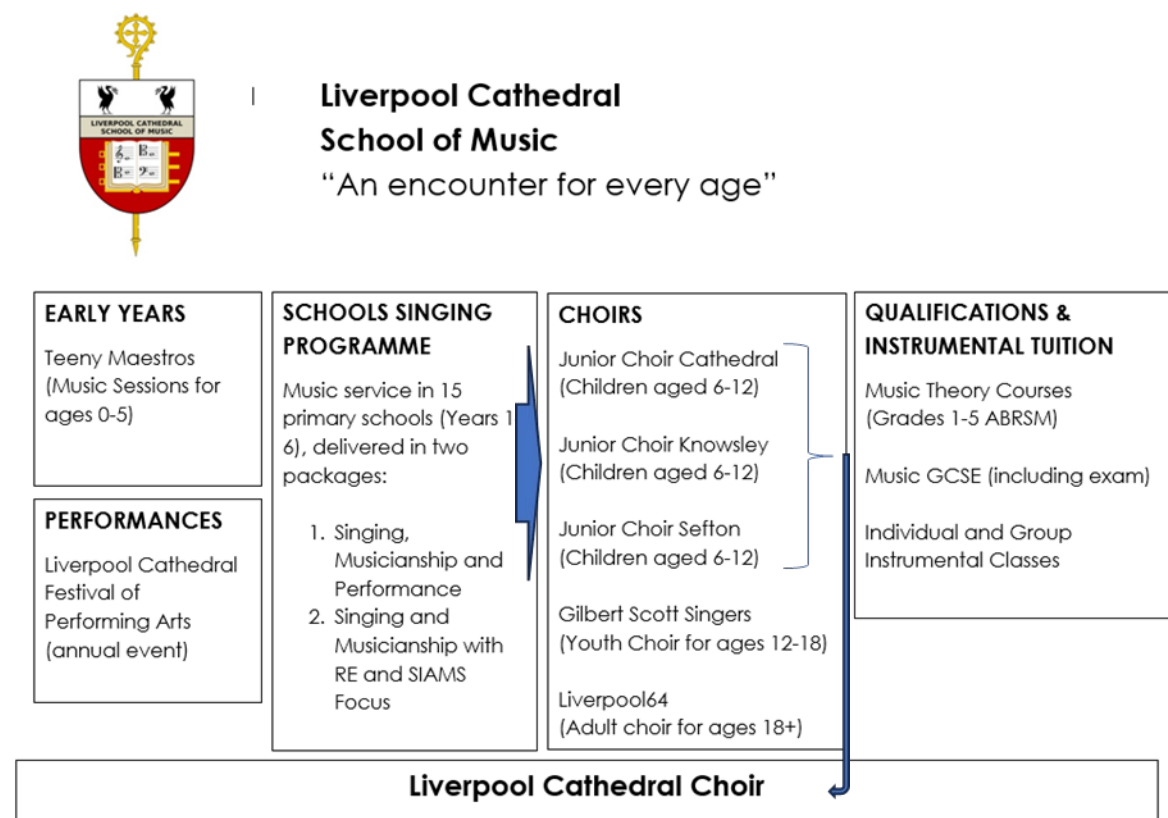 LIVERPOOL CATHEDRAL
SCHOOL OF MUSIC
Liverpool Cathedral
School of Music
“An encounter for every age”
EARLY YEARS
Teeny Maestros
(Music Sessions for
ages 0-5)
PERFORMANCES
Liverpool Cathedral
Festival of
Performing Arts
(annual event)
SCHOOLS SINGING
PROGRAMME
Music service in 15
primary schools (Years 1
6), delivered in two
packages:
1. Singing,
Musicianship and
Performance
2. Singing and
Musicianship with
RE and SIAMS
Focus
CHOIRS
Junior Choir Cathedral
(Children aged 6-12)
Junior Choir Knowsley
(Children aged 6-12)
Junior Choir Sefton
(Children aged 6-12)
Gilbert Scott Singers
(Youth Choir for ages 12-18)
Liverpool64
(Adult choir for ages 18+)
QUALIFICATIONS &
INSTRUMENTAL TUITION
Music Theory Courses
(Grades 1-5 ABRSM)
Music GCSE (including exam)
Individual and Group
Instrumental Classes
Liverpool Cathedral Choir